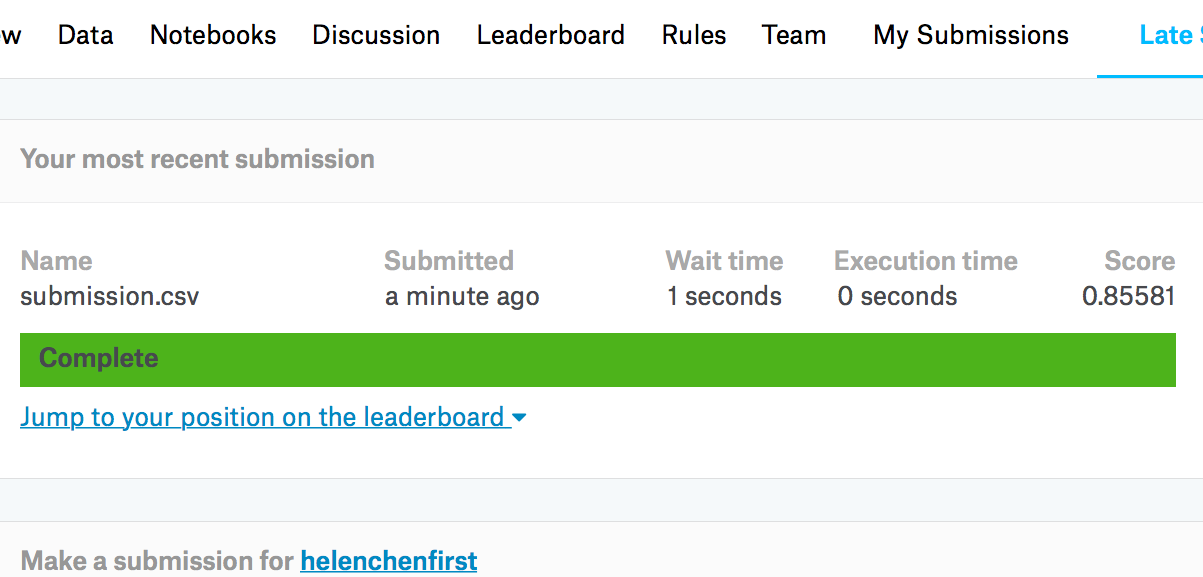 w Data Notebooks Discussion Leaderboard Rules Team My Submissions Late
Your most recent submission
Name Submitted Wait time Execution time Score
submission.csv a minute ago 1 seconds 0 seconds 0.85581
Complete
Jump to your position on the leaderboard
Make a submission for helenchenfirst